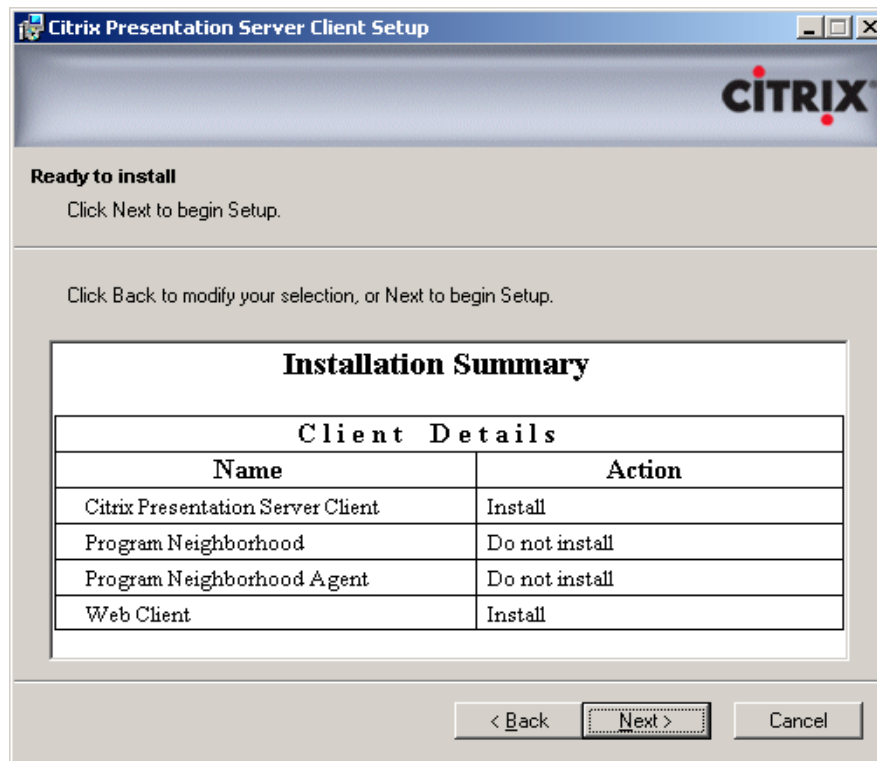 Citrix Presentation Server Client Setup
CITRIX
Ready to install
Click Next to begin Setup.
Click Back to modify your selection, or Next to begin Setup.
Installation Summary
Client Details
Name Action
Citrix Presentation Server Client Install
Program Neighborhood Do not install
Program Neighborhood Agent Do not install
Web Client Install
< Back Next > Cancel